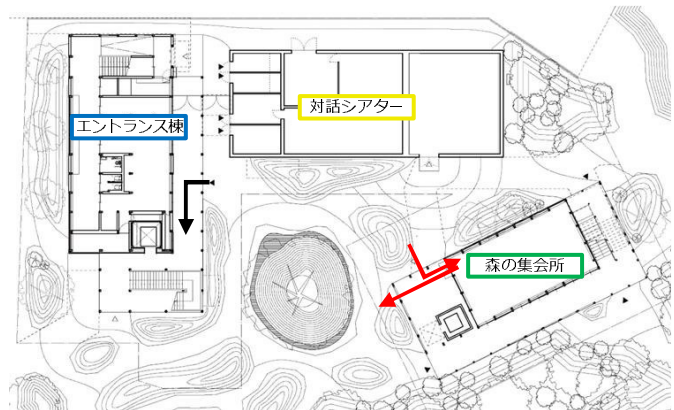 対話シアター
エントランス棟
森の集会所